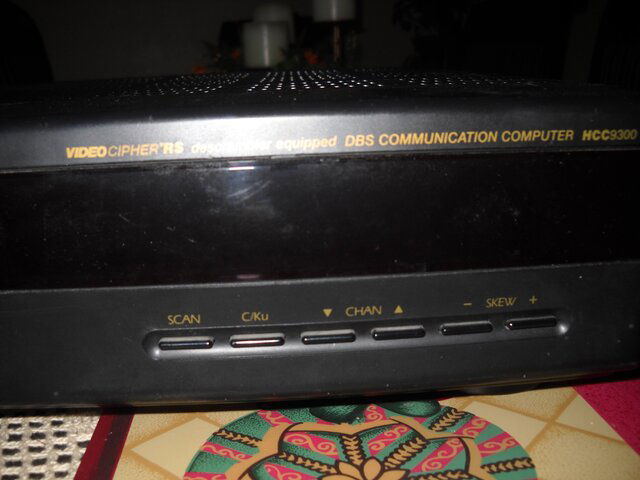 VIDEOCIPHER RS descrambler equipped DBS COMMUNICATION COMPUTER HCC9300
SCAN C/Ku ▼ CHAN ▲ − SKEW +